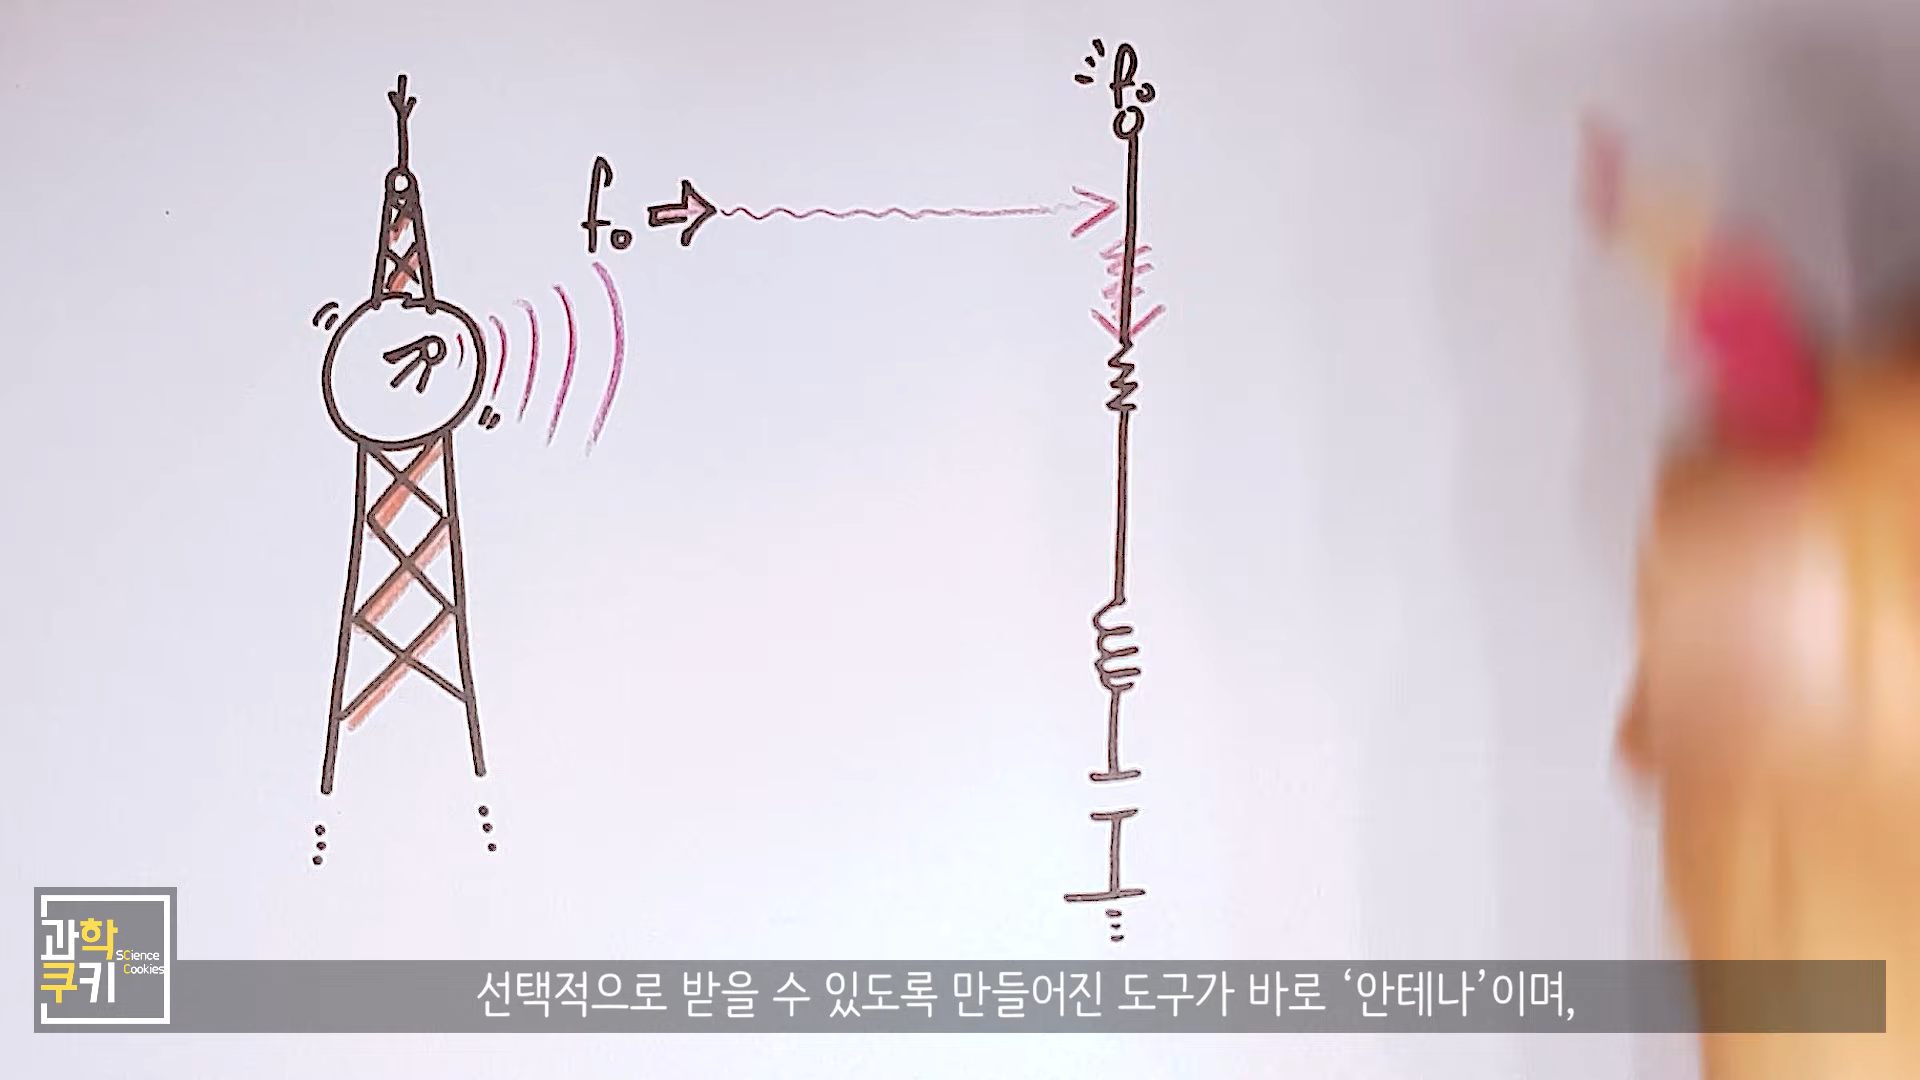 f₀
f₀
과학
쿠키
SCience
Cookies
선택적으로 받을 수 있도록 만들어진 도구가 바로 ‘안테나’이며,